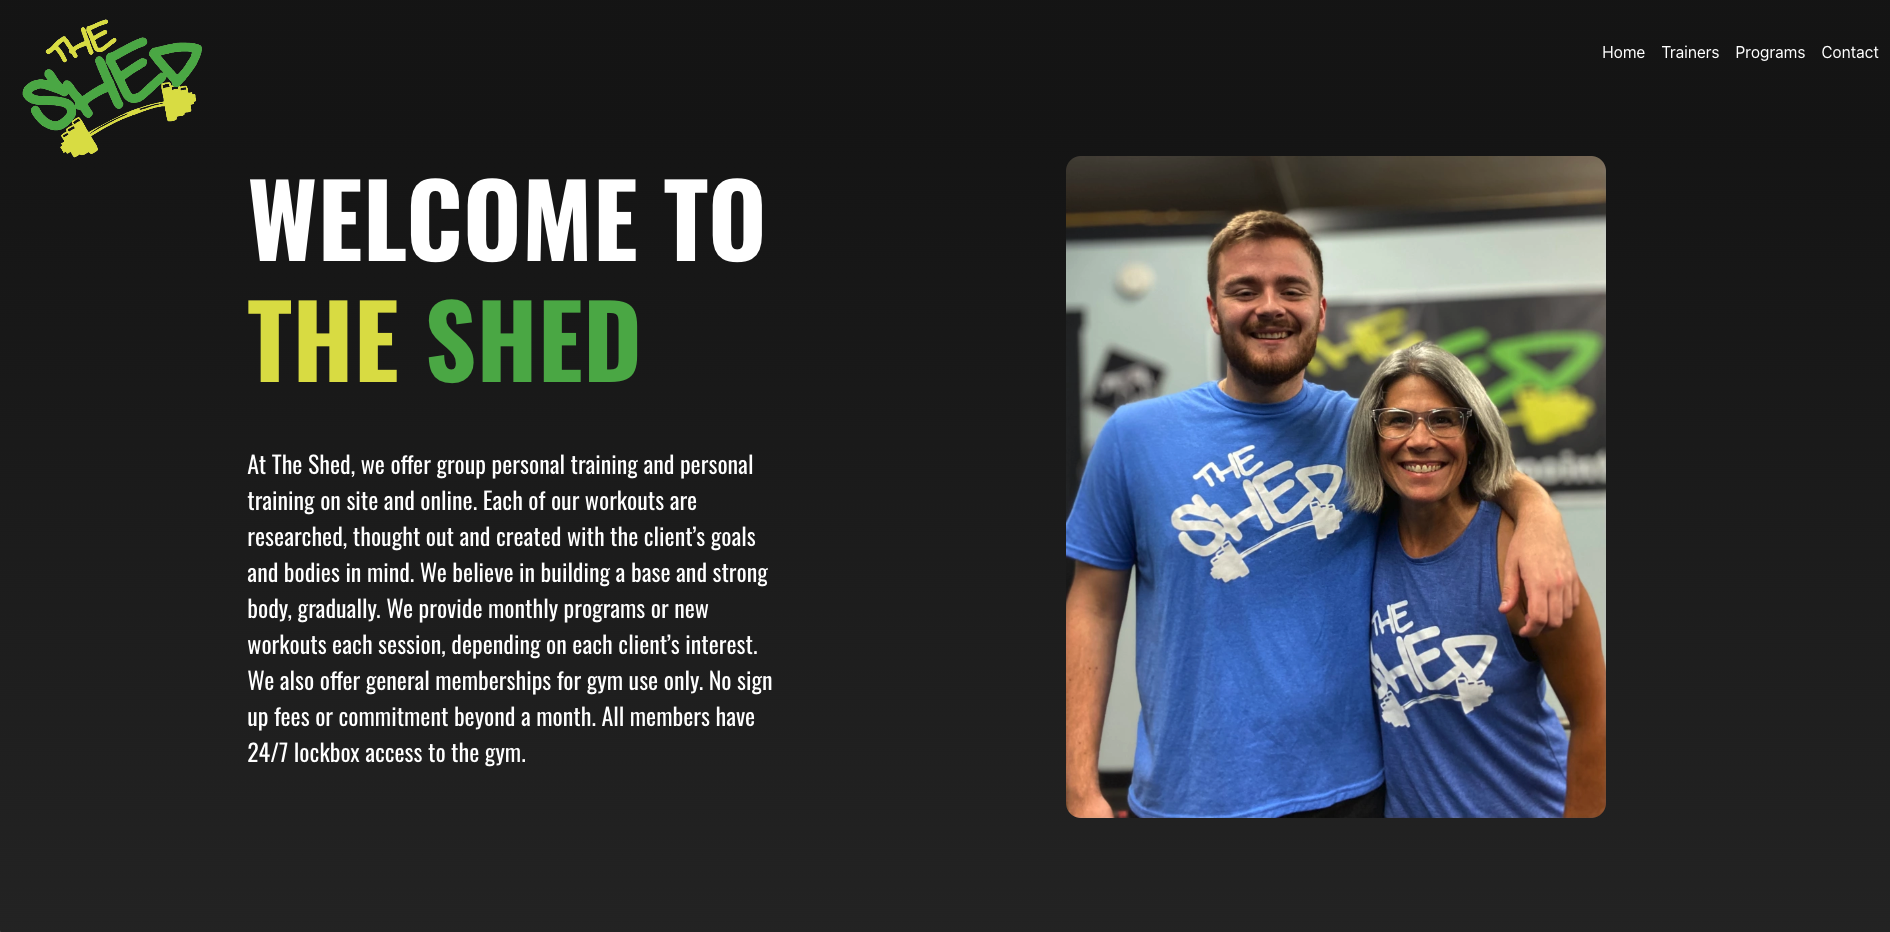 THE
SHED
Home Trainers Programs Contact
WELCOME TO
THE SHED
At The Shed, we offer group personal training and personal
training on site and online. Each of our workouts are
researched, thought out and created with the client’s goals
and bodies in mind. We believe in building a base and strong
body, gradually. We provide monthly programs or new
workouts each session, depending on each client’s interest.
We also offer general memberships for gym use only. No sign
up fees or commitment beyond a month. All members have
24/7 lockbox access to the gym.
THE
THE
SHED
THE
SHED